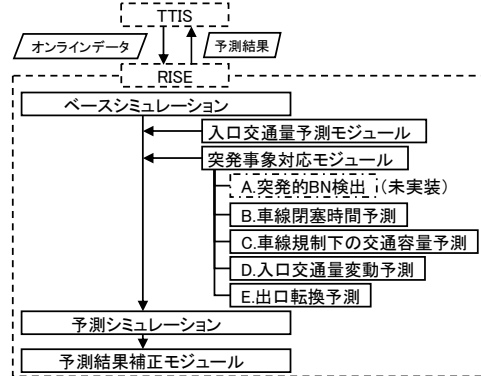 TTIS
オンラインデータ
予測結果
RISE
ベースシミュレーション
入口交通量予測モジュール
突発事象対応モジュール
A.突発的BN検出 (未実装)
B.車線閉塞時間予測
C.車線規制下の交通容量予測
D.入口交通量変動予測
E.出口転換予測
予測シミュレーション
予測結果補正モジュール